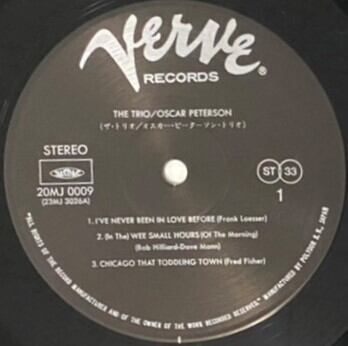 Verve®
RECORDS
THE TRIO/OSCAR PETERSON
(ザ・トリオ/オスカー・ピーターソン・トリオ)
STEREO
ST 33
20MJ 0009
(23MJ 3026A)
1
1. I'VE NEVER BEEN IN LOVE BEFORE (Frank Loesser)
2. (In The) WEE SMALL HOURS (Of The Morning)
(Bob Hilliard-Dave Mann)
3. CHICAGO THAT TODDLING TOWN (Fred Fisher)
"ALL RIGHTS OF THE RECORD MANUFACTURER AND OF THE OWNER OF THE WORK RECORDED RESERVED." MANUFACTURED BY POLYDOR K. K., JAPAN